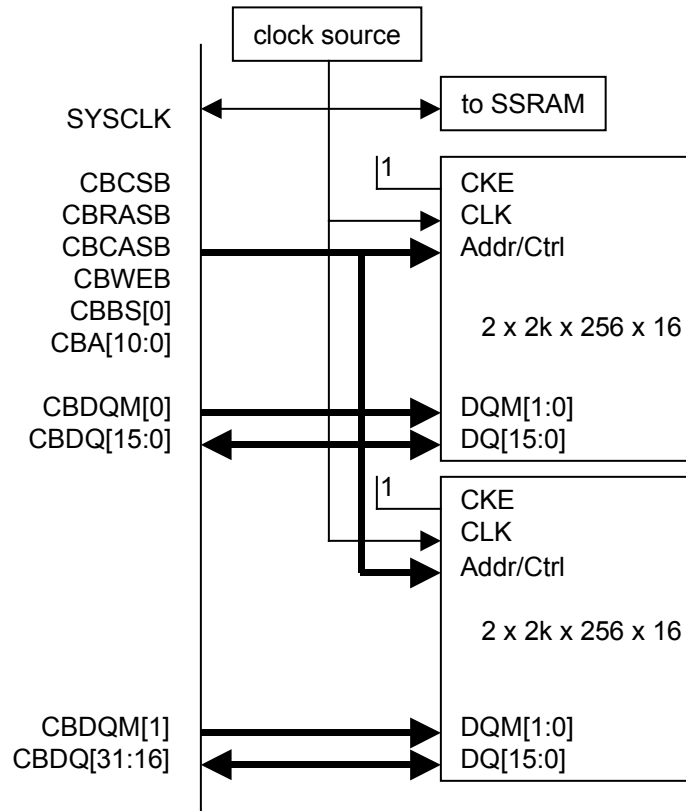 clock source
SYSCLK
to SSRAM
CBCSB
CBRASB
CBCASB
CBWEB
CBBS[0]
CBA[10:0]
1
CKE
CLK
Addr/Ctrl
2 x 2k x 256 x 16
CBDQM[0]
CBDQ[15:0]
DQM[1:0]
DQ[15:0]
1
CKE
CLK
Addr/Ctrl
2 x 2k x 256 x 16
CBDQM[1]
CBDQ[31:16]
DQM[1:0]
DQ[15:0]